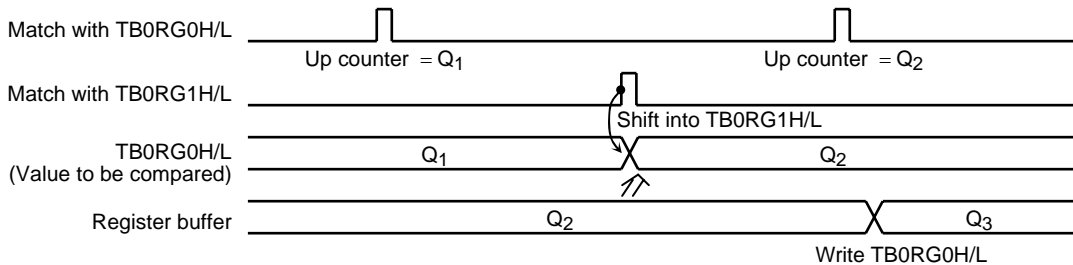 Match with TB0RG0H/L
Up counter = Q1
Up counter = Q2
Match with TB0RG1H/L
Shift into TB0RG1H/L
TB0RG0H/L
(Value to be compared)
Q1
Q2
Register buffer
Q2
Q3
Write TB0RG0H/L